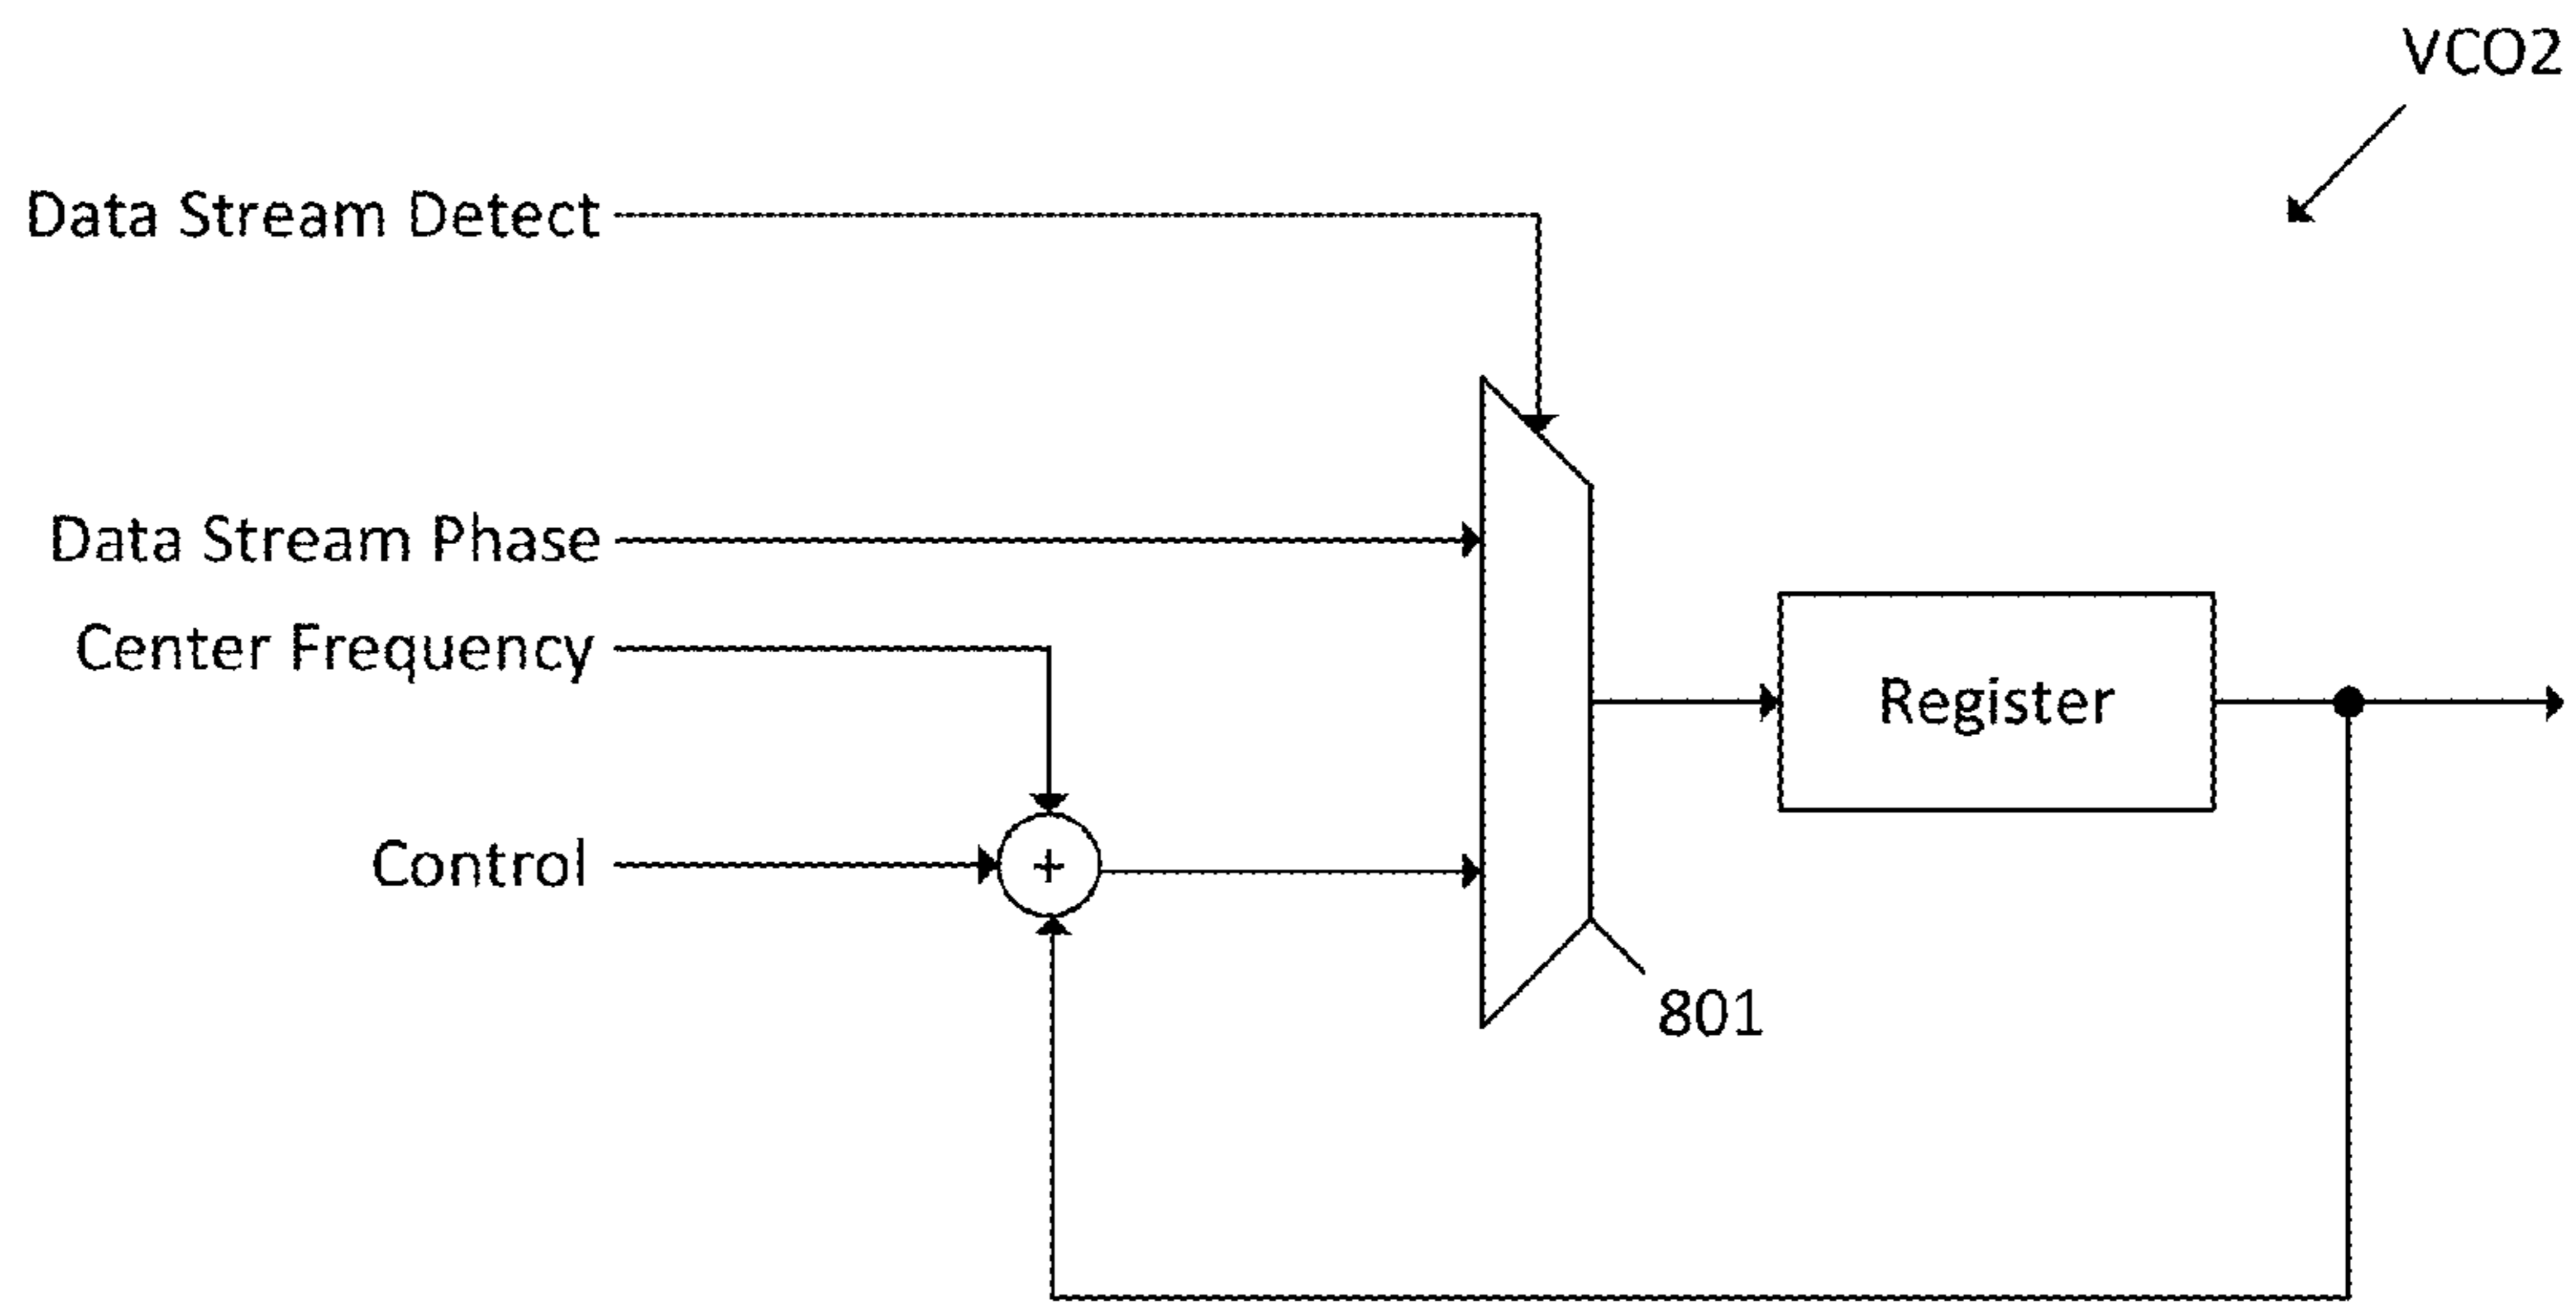 VCO2
Data Stream Detect
Data Stream Phase
Center Frequency
Register
Control
+
801